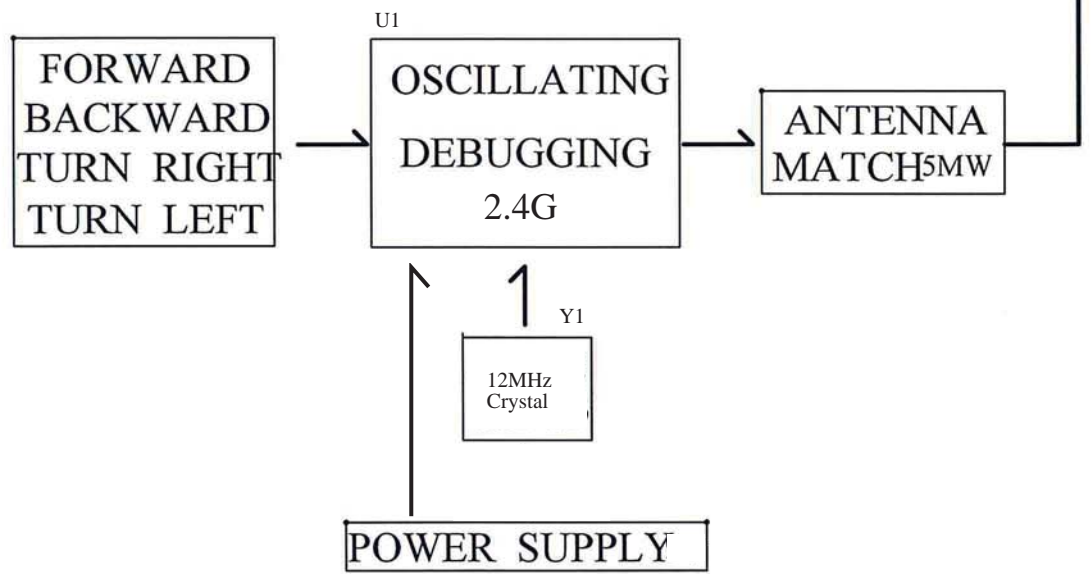 U1
FORWARD
BACKWARD
TURN RIGHT
TURN LEFT
OSCILLATING
DEBUGGING
2.4G
ANTENNA
MATCH5MW
Y1
12MHz
Crystal
POWER SUPPLY